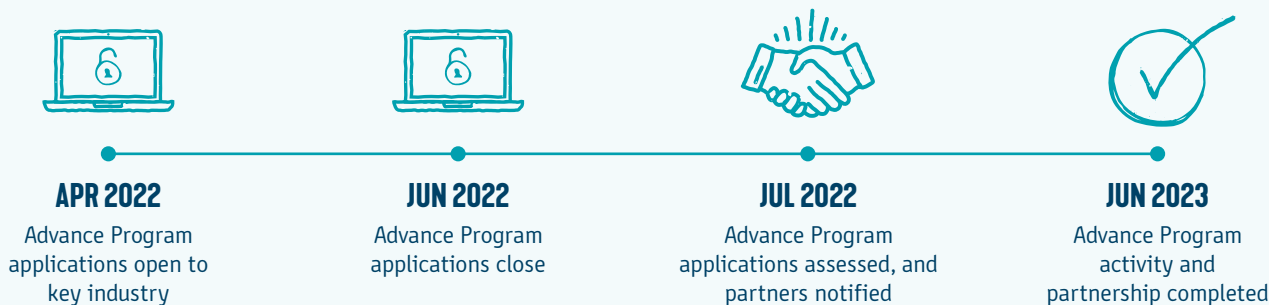 APR 2022
Advance Program
applications open to
key industry
JUN 2022
Advance Program
applications close
JUL 2022
Advance Program
applications assessed, and
partners notified
JUN 2023
Advance Program
activity and
partnership completed